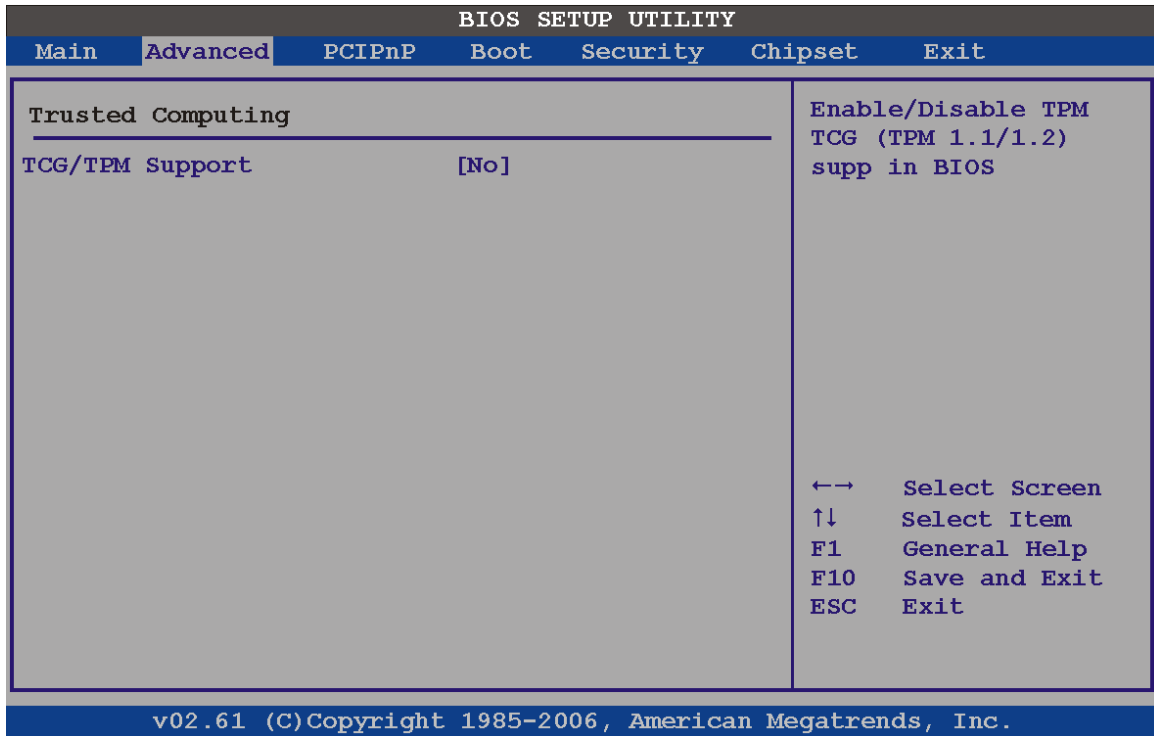 BIOS SETUP UTILITY
Main Advanced PCIPnP Boot Security Chipset Exit
Trusted Computing
TCG/TPM Support [No]
Enable/Disable TPM
TCG (TPM 1.1/1.2)
supp in BIOS
←→ Select Screen
↑↓ Select Item
F1 General Help
F10 Save and Exit
ESC Exit
v02.61 (C)Copyright 1985-2006, American Megatrends, Inc.